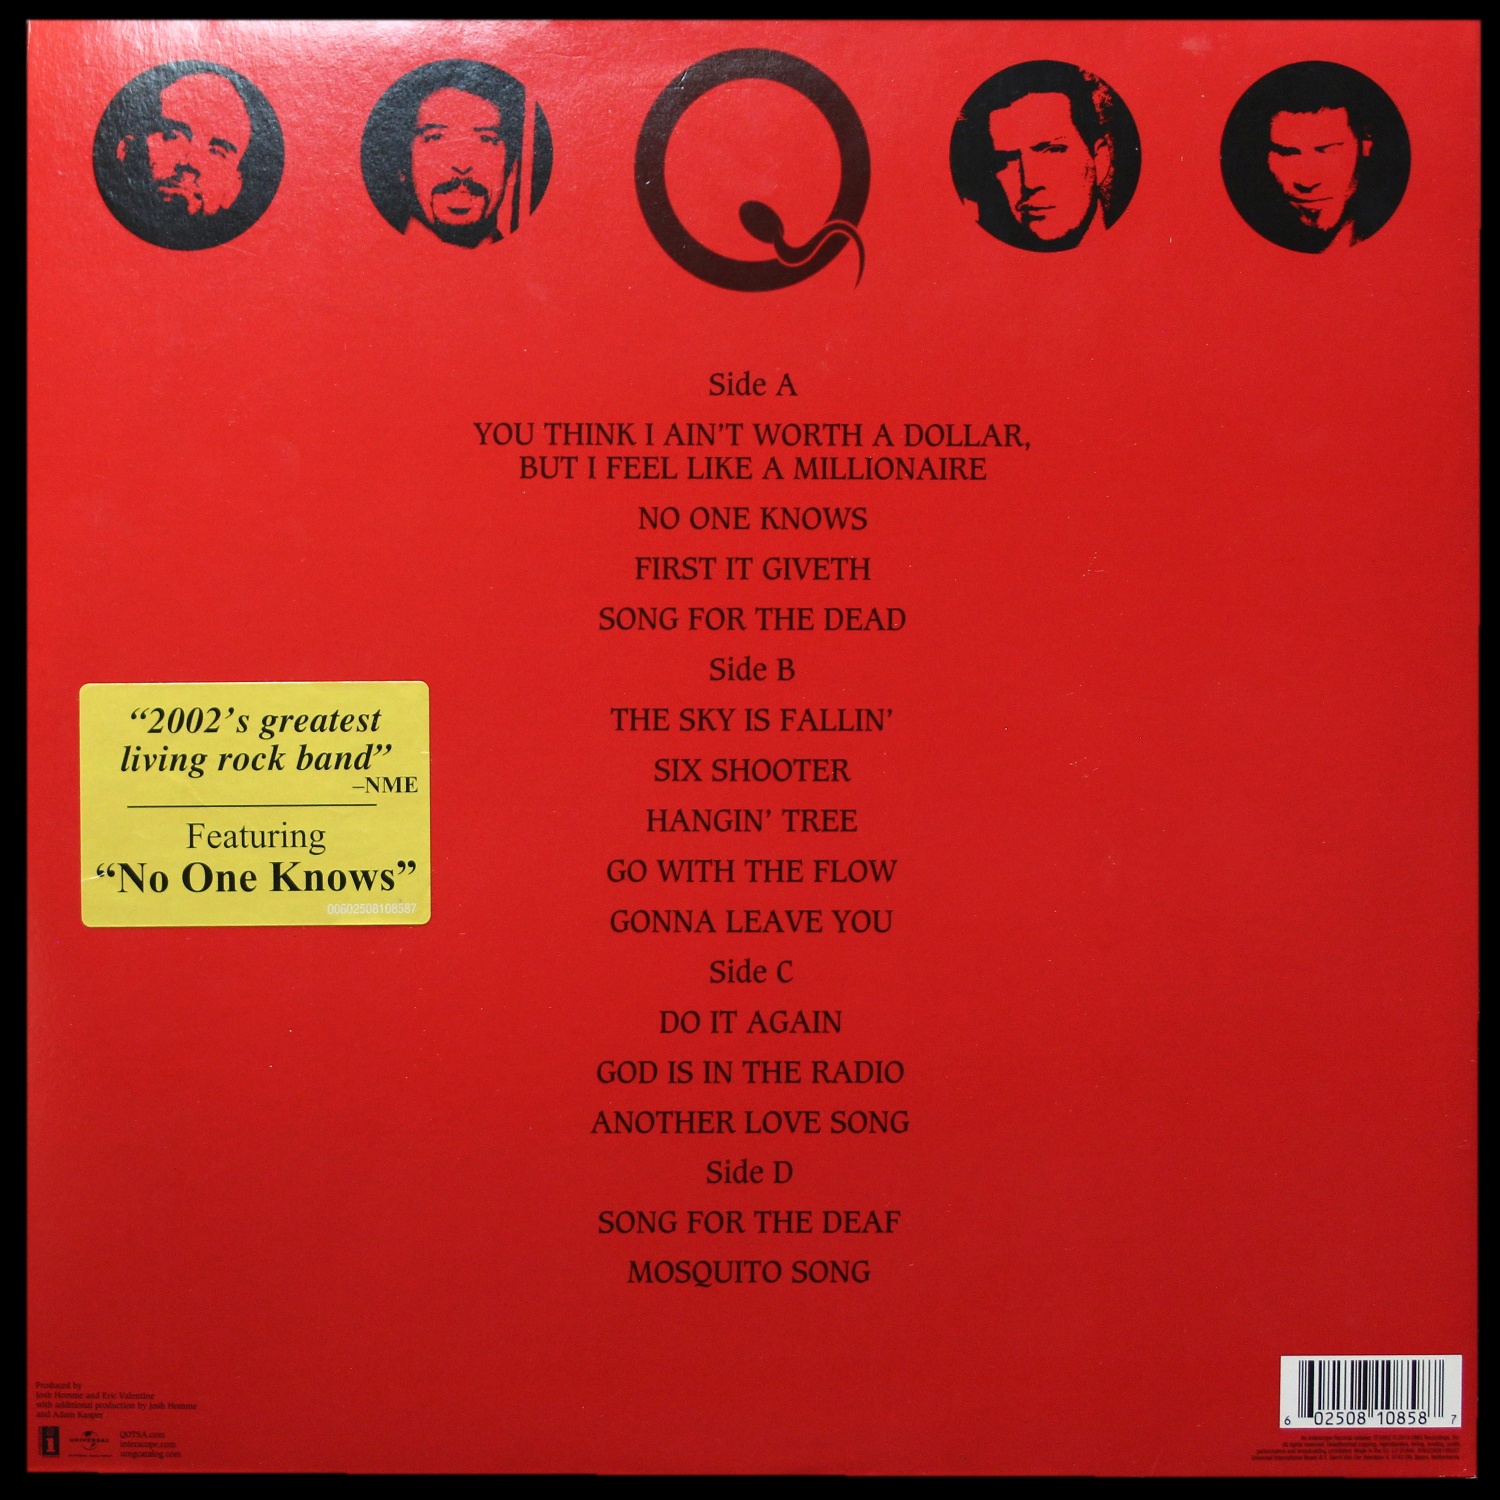 Side A
YOU THINK I AIN'T WORTH A DOLLAR,
BUT I FEEL LIKE A MILLIONAIRE
NO ONE KNOWS
FIRST IT GIVETH
SONG FOR THE DEAD
Side B
THE SKY IS FALLIN'
SIX SHOOTER
HANGIN' TREE
GO WITH THE FLOW
GONNA LEAVE YOU
Side C
DO IT AGAIN
GOD IS IN THE RADIO
ANOTHER LOVE SONG
Side D
SONG FOR THE DEAF
MOSQUITO SONG
“2002’s greatest
living rock band”
–NME
Featuring
“No One Knows”
00602508108587
Produced by
Josh Homme and Eric Valentine
with additional production by Josh Homme
and Adam Kasper
i
UNIVERSAL
QOTSA.com
interscope.com
umgcatalog.com
6 02508 10858 7